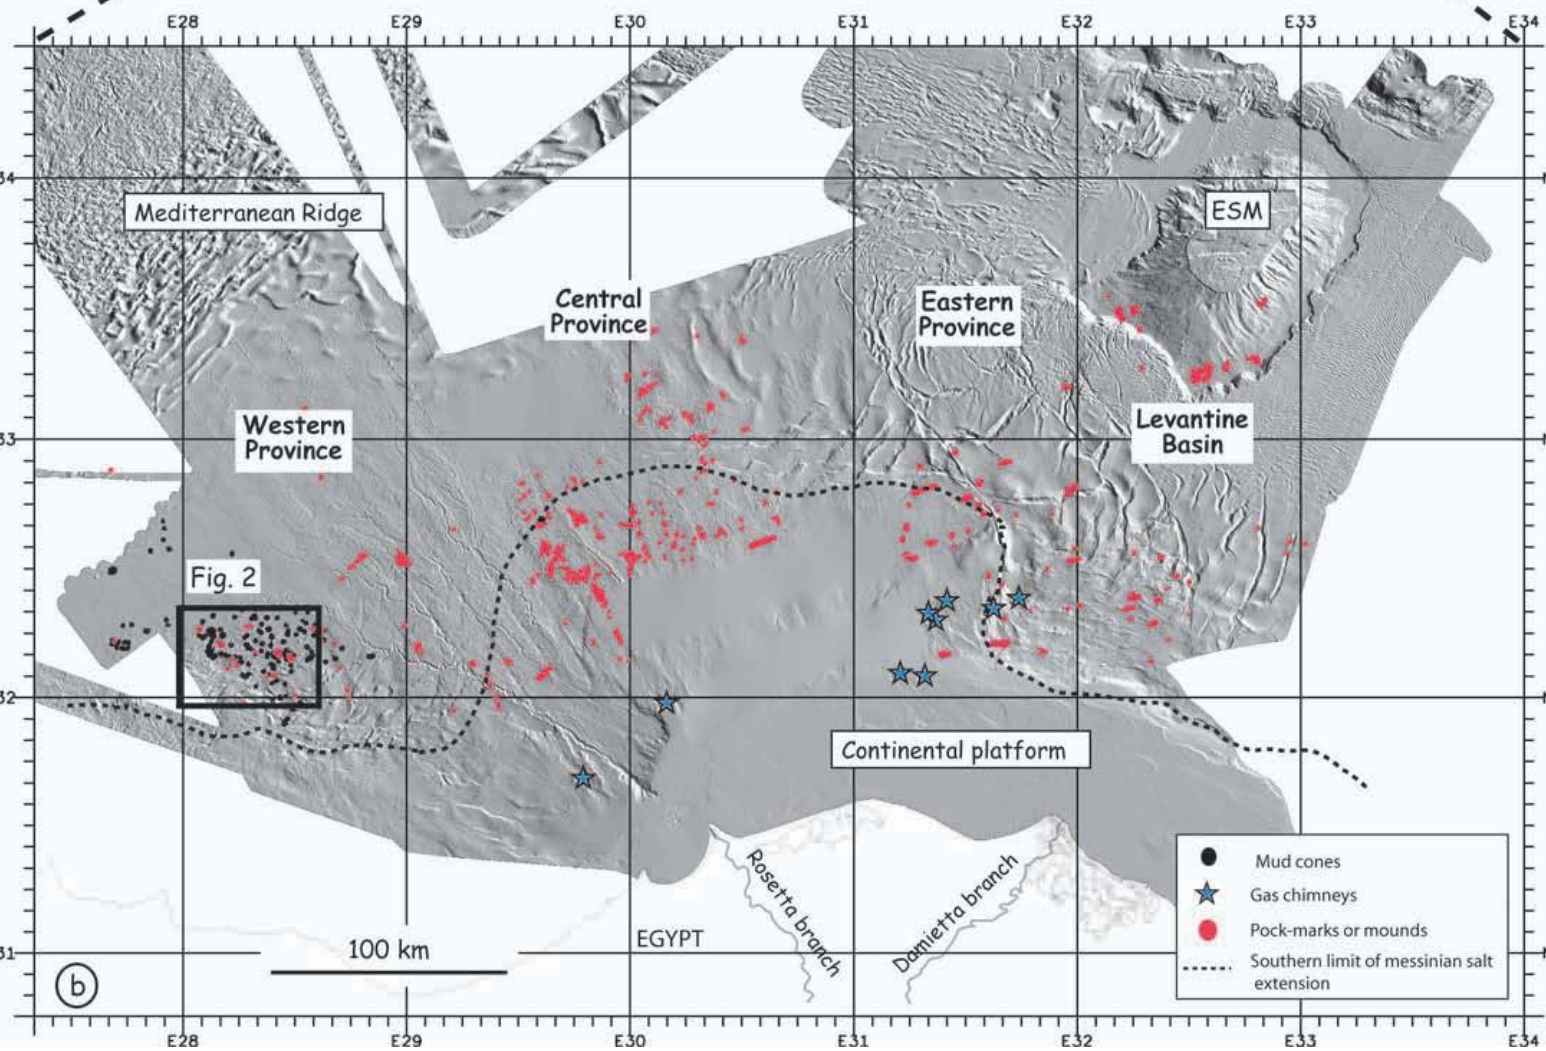 E28 E29 E30 E31 E32 E33 E34
34
Mediterranean Ridge
ESM
Central
Province
Eastern
Province
Western
Province
Levantine
Basin
33
Fig. 2
32
Continental platform
Rosetta branch
Damietta branch
EGYPT
100 km
31
b
Mud cones
Gas chimneys
Pock-marks or mounds
Southern limit of messinian salt
extension
E28 E29 E30 E31 E32 E33 E34